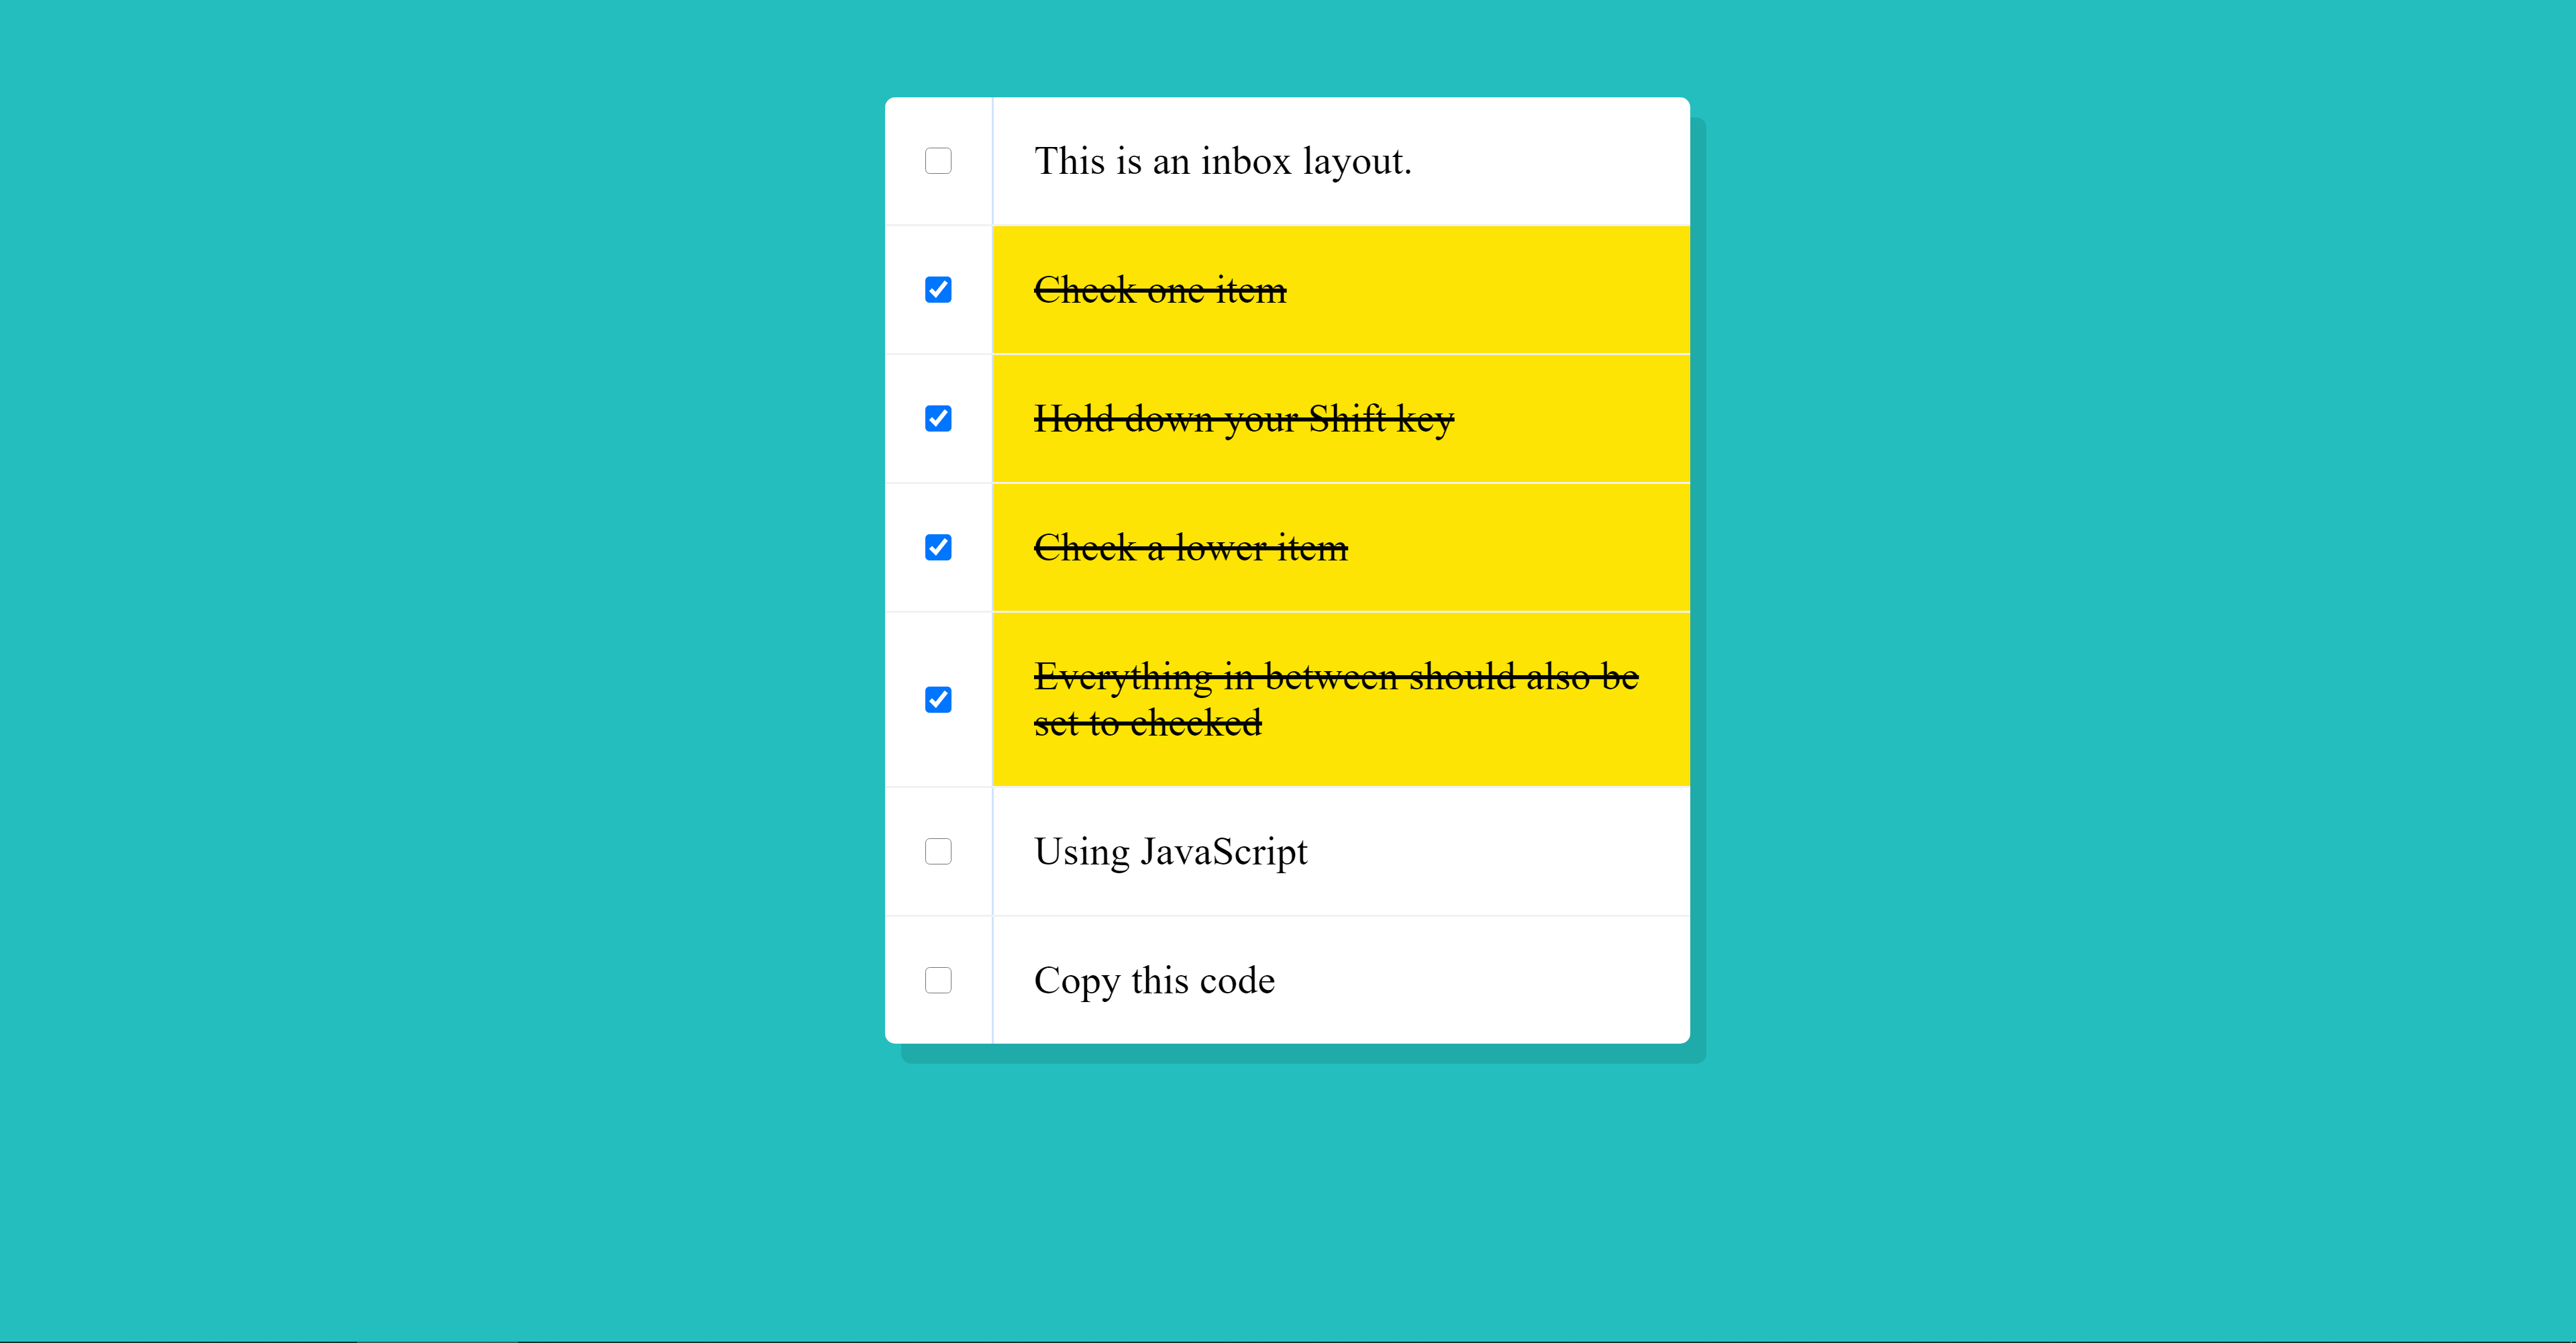 This is an inbox layout.
Check one item
Hold down your Shift key
Check a lower item
Everything in between should also be
set to checked
Using JavaScript
Copy this code